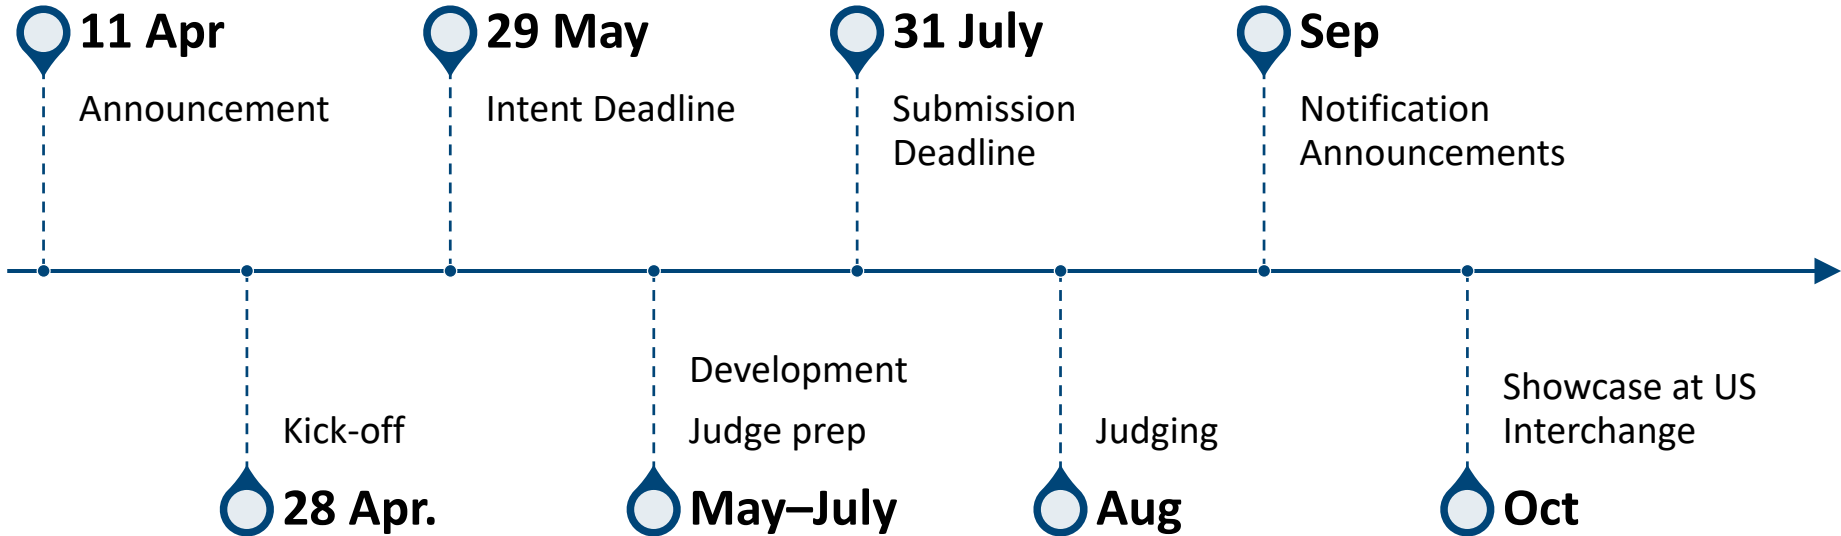 11 Apr
Announcement
29 May
Intent Deadline
31 July
Submission
Deadline
Sep
Notification
Announcements
Kick-off
28 Apr.
Development
Judge prep
May–July
Judging
Aug
Showcase at US
Interchange
Oct